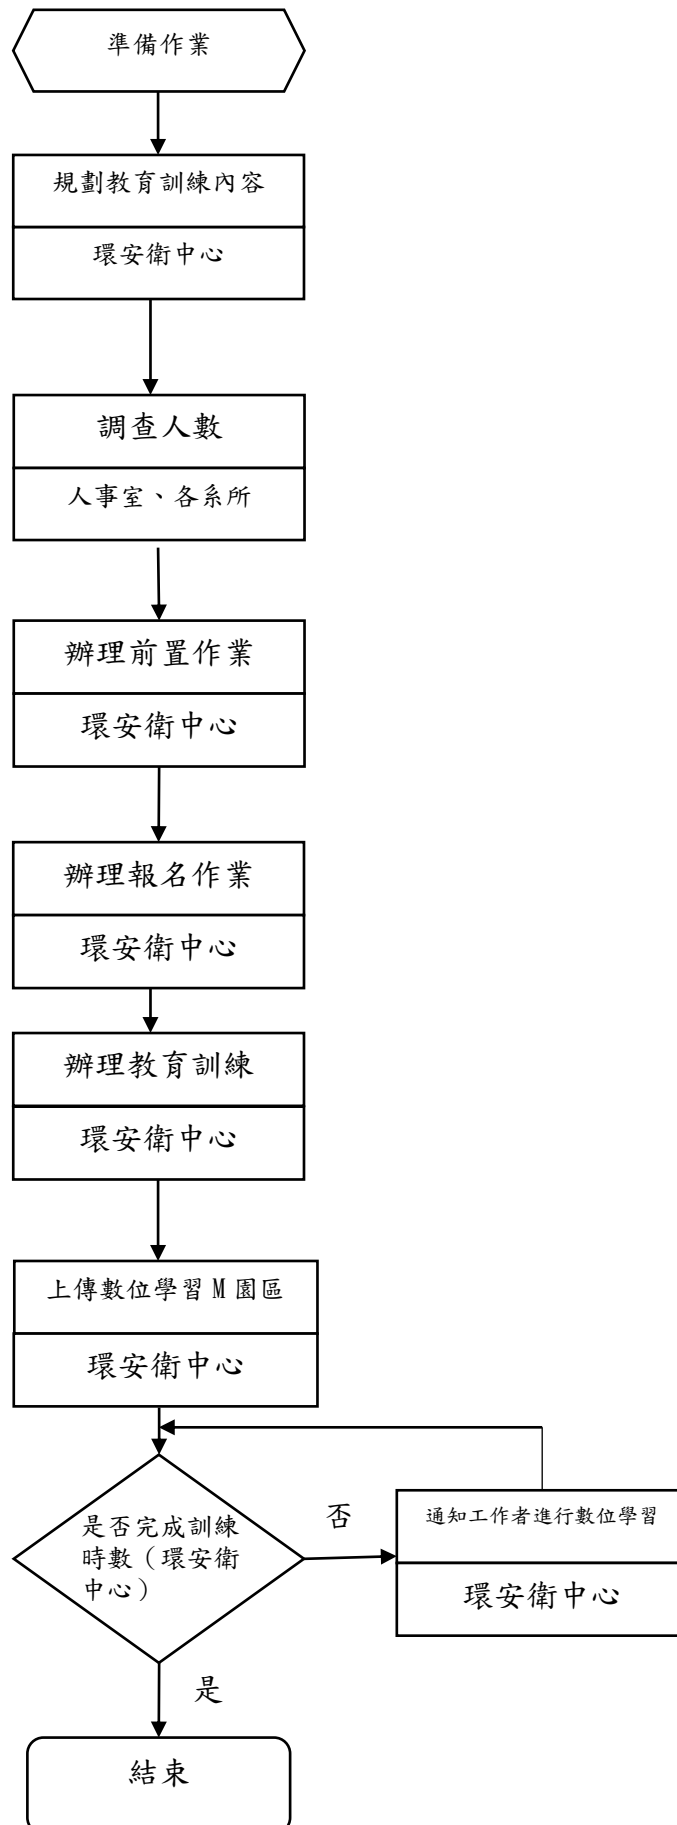 準備作業
規劃教育訓練內容
環安衛中心
調查人數
人事室、各系所
辦理前置作業
環安衛中心
辦理報名作業
環安衛中心
辦理教育訓練
環安衛中心
上傳數位學習 M 園區
環安衛中心
是否完成訓練
時數（環安衛
中心）
否
通知工作者進行數位學習
環安衛中心
是
結束